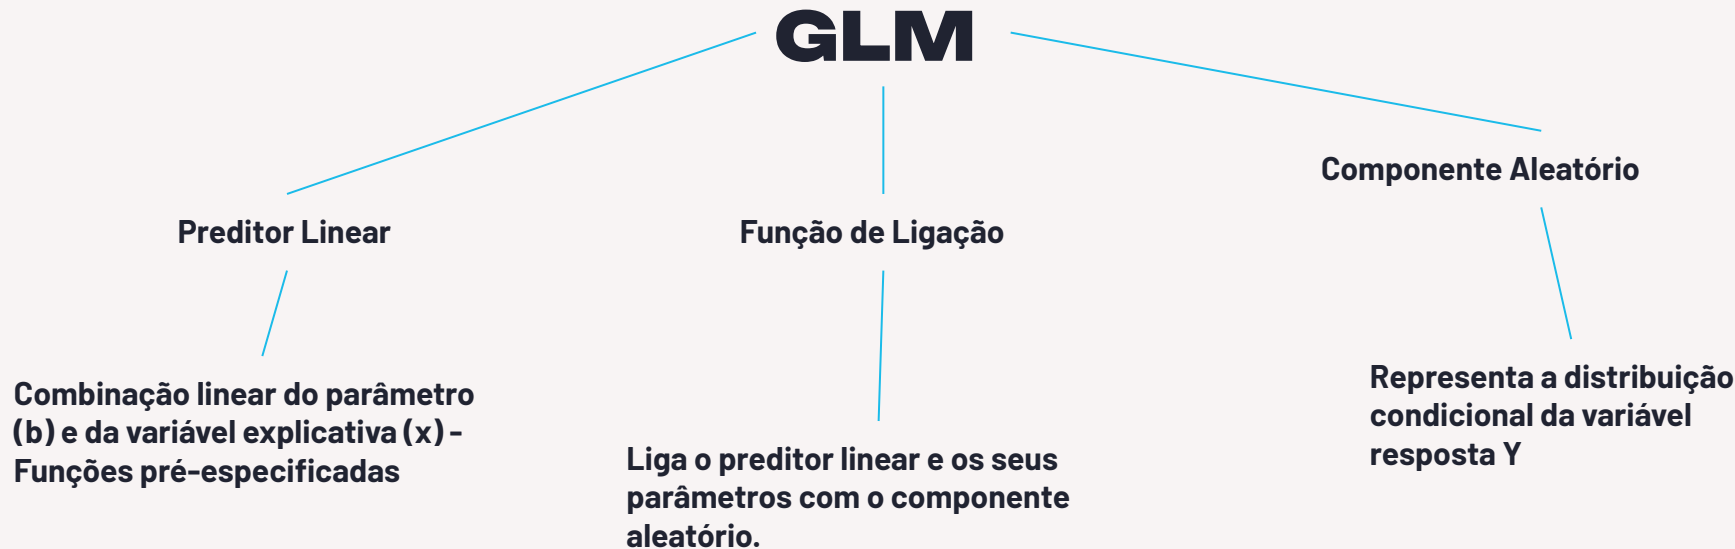 GLM
Preditor Linear
Combinação linear do parâmetro
(b) e da variável explicativa (x) -
Funções pré-especificadas
Função de Ligação
Liga o preditor linear e os seus
parâmetros com o componente
aleatório.
Componente Aleatório
Representa a distribuição
condicional da variável
resposta Y